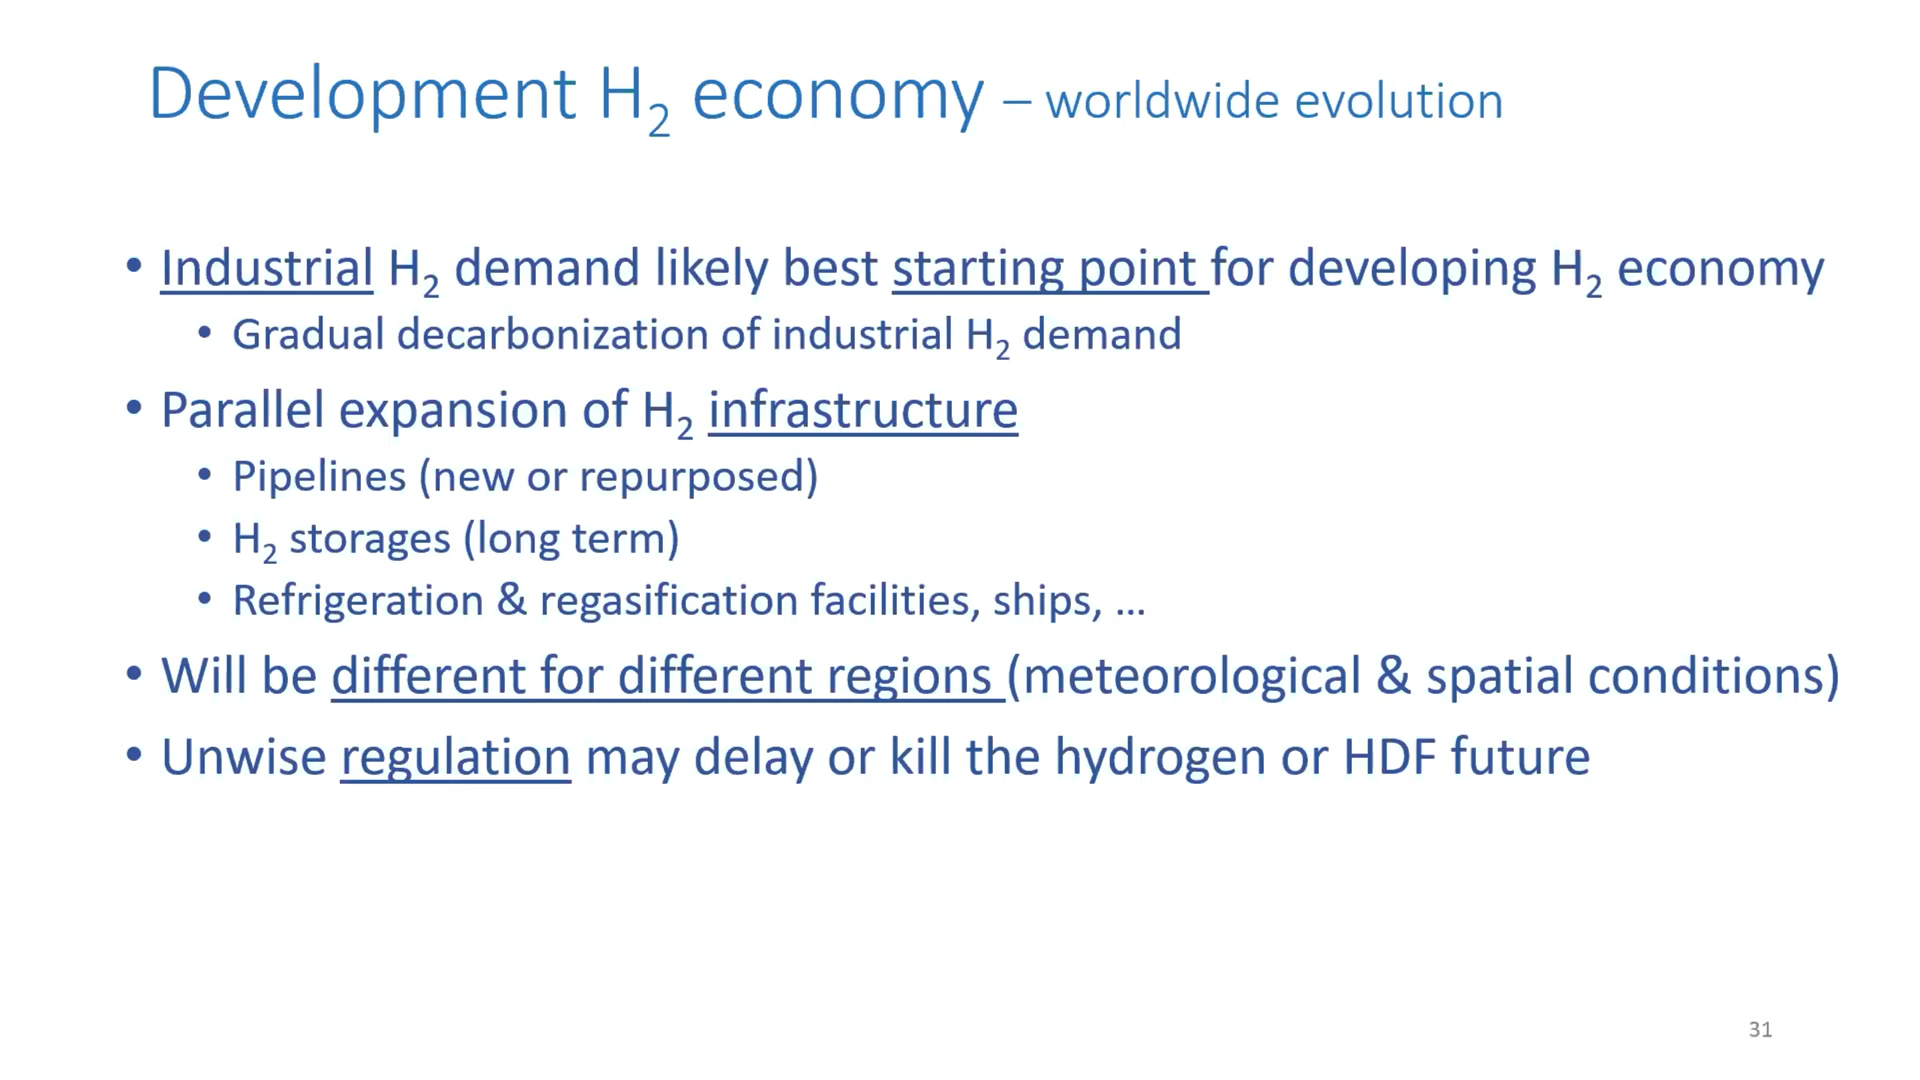 Development H₂ economy – worldwide evolution
• Industrial H₂ demand likely best starting point for developing H₂ economy
• Gradual decarbonization of industrial H₂ demand
• Parallel expansion of H₂ infrastructure
• Pipelines (new or repurposed)
• H₂ storages (long term)
• Refrigeration & regasification facilities, ships, ...
• Will be different for different regions (meteorological & spatial conditions)
• Unwise regulation may delay or kill the hydrogen or HDF future
31